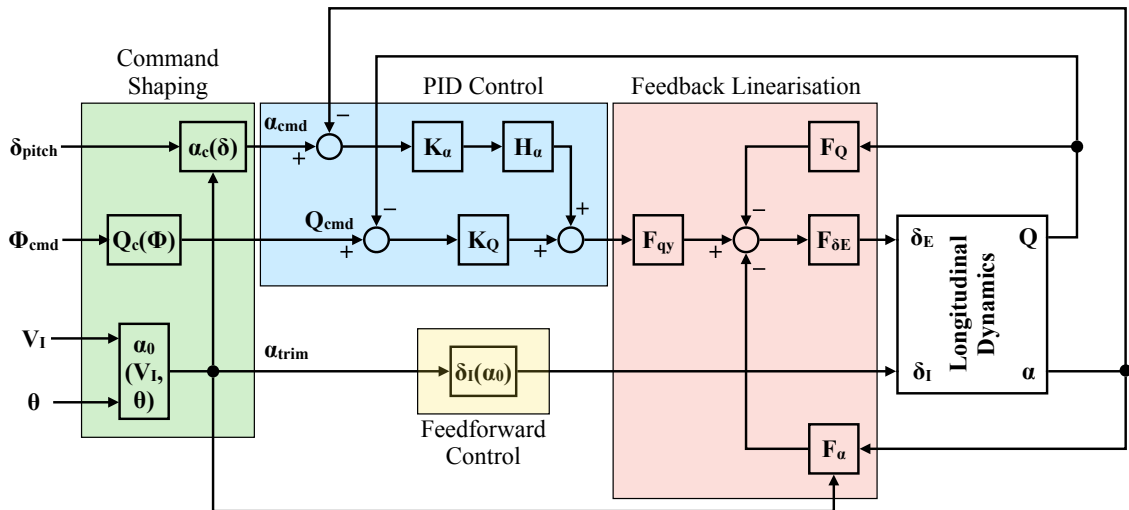 Command
Shaping
PID Control
Feedback Linearisation
δpitch
αc(δ)
αcmd
−
+
Kα
Hα
FQ
Φcmd
Qc(Φ)
Qcmd
−
+
KQ
+
+
Fqy
+
−
−
FδE
δE
Q
Longitudinal
Dynamics
δI
α
VI
θ
α0
(VI,
θ)
αtrim
δI(α0)
Feedforward
Control
Fα